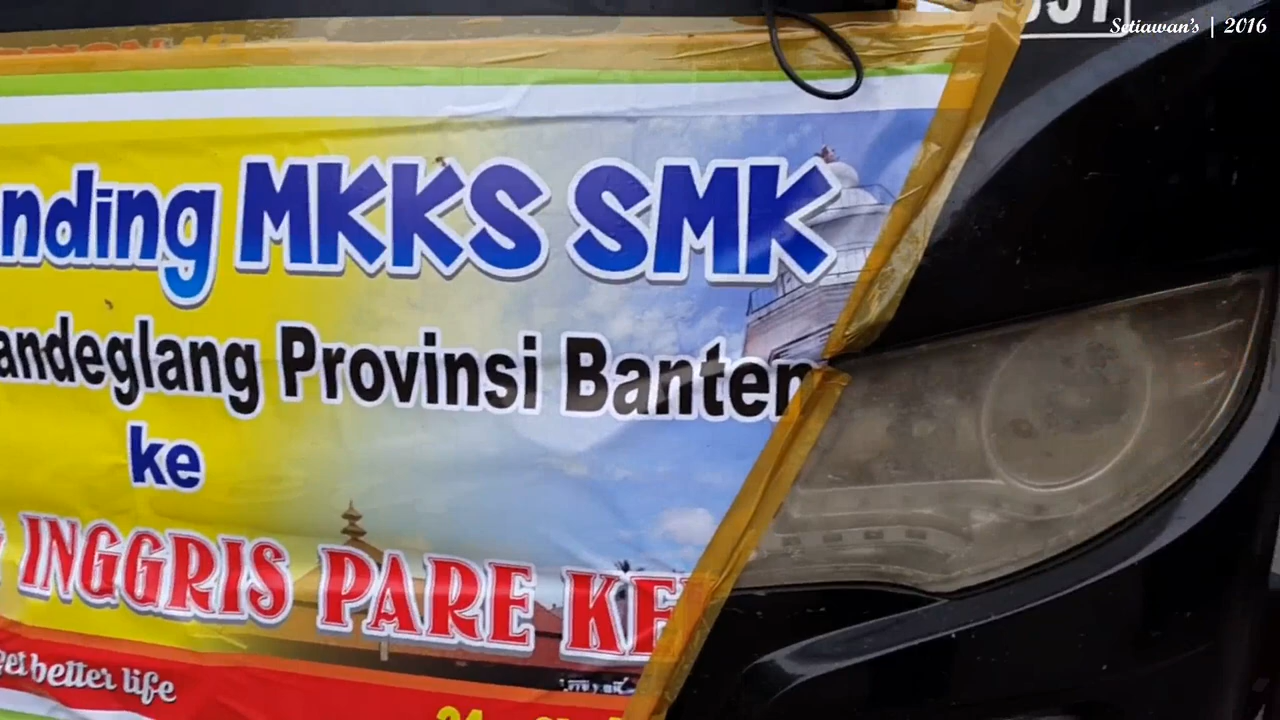 Setiawan's | 2016
nding MKKS SMK
andeglang Provinsi Banten
ke
INGGRIS PARE KE
get better life